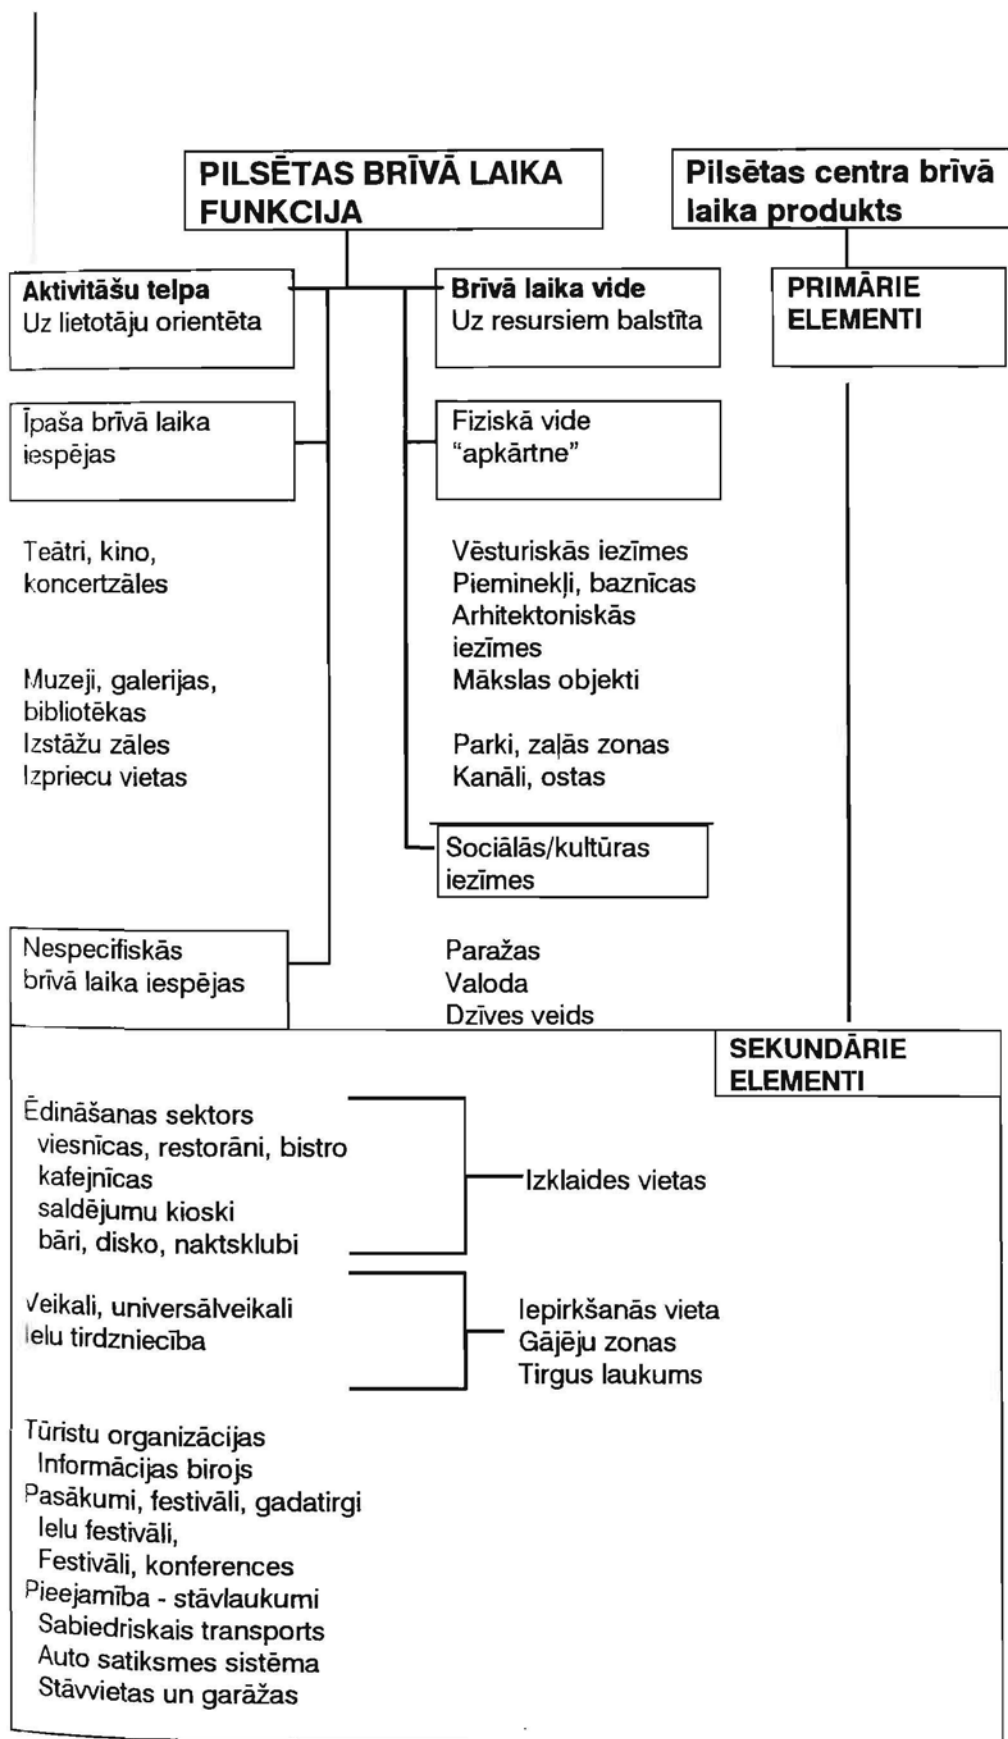 PILSĒTAS BRĪVĀ LAIKA
FUNKCIJA
Pilsētas centra brīvā
laika produkts
Aktivitāšu telpa
Uz lietotāju orientēta
Brīvā laika vide
Uz resursiem balstīta
PRIMĀRIE
ELEMENTI
Īpaša brīvā laika
iespējas
Fiziskā vide
“apkārtne”
Teātri, kino,
koncertzāles
Muzeji, galerijas,
bibliotēkas
Izstāžu zāles
Izpriecu vietas
Vēsturiskās iezīmes
Pieminekļi, baznīcas
Arhitektoniskās
iezīmes
Mākslas objekti
Parki, zaļās zonas
Kanāli, ostas
Sociālās/kultūras
iezīmes
Nespecifiskās
brīvā laika iespējas
Paražas
Valoda
Dzīves veids
SEKUNDĀRIE
ELEMENTI
Ēdināšanas sektors
viesnīcas, restorāni, bistro
kafejnīcas
saldējumu kioski
bāri, disko, naktsklubi
Izklaides vietas
Veikali, universālveikali
Ielu tirdzniecība
Iepirkšanās vieta
Gājēju zonas
Tirgus laukums
Tūristu organizācijas
Informācijas birojs
Pasākumi, festivāli, gadatirgi
Ielu festivāli,
Festivāli, konferences
Pieejamība - stāvlaukumi
Sabiedriskais transports
Auto satiksmes sistēma
Stāvvietas un garāžas